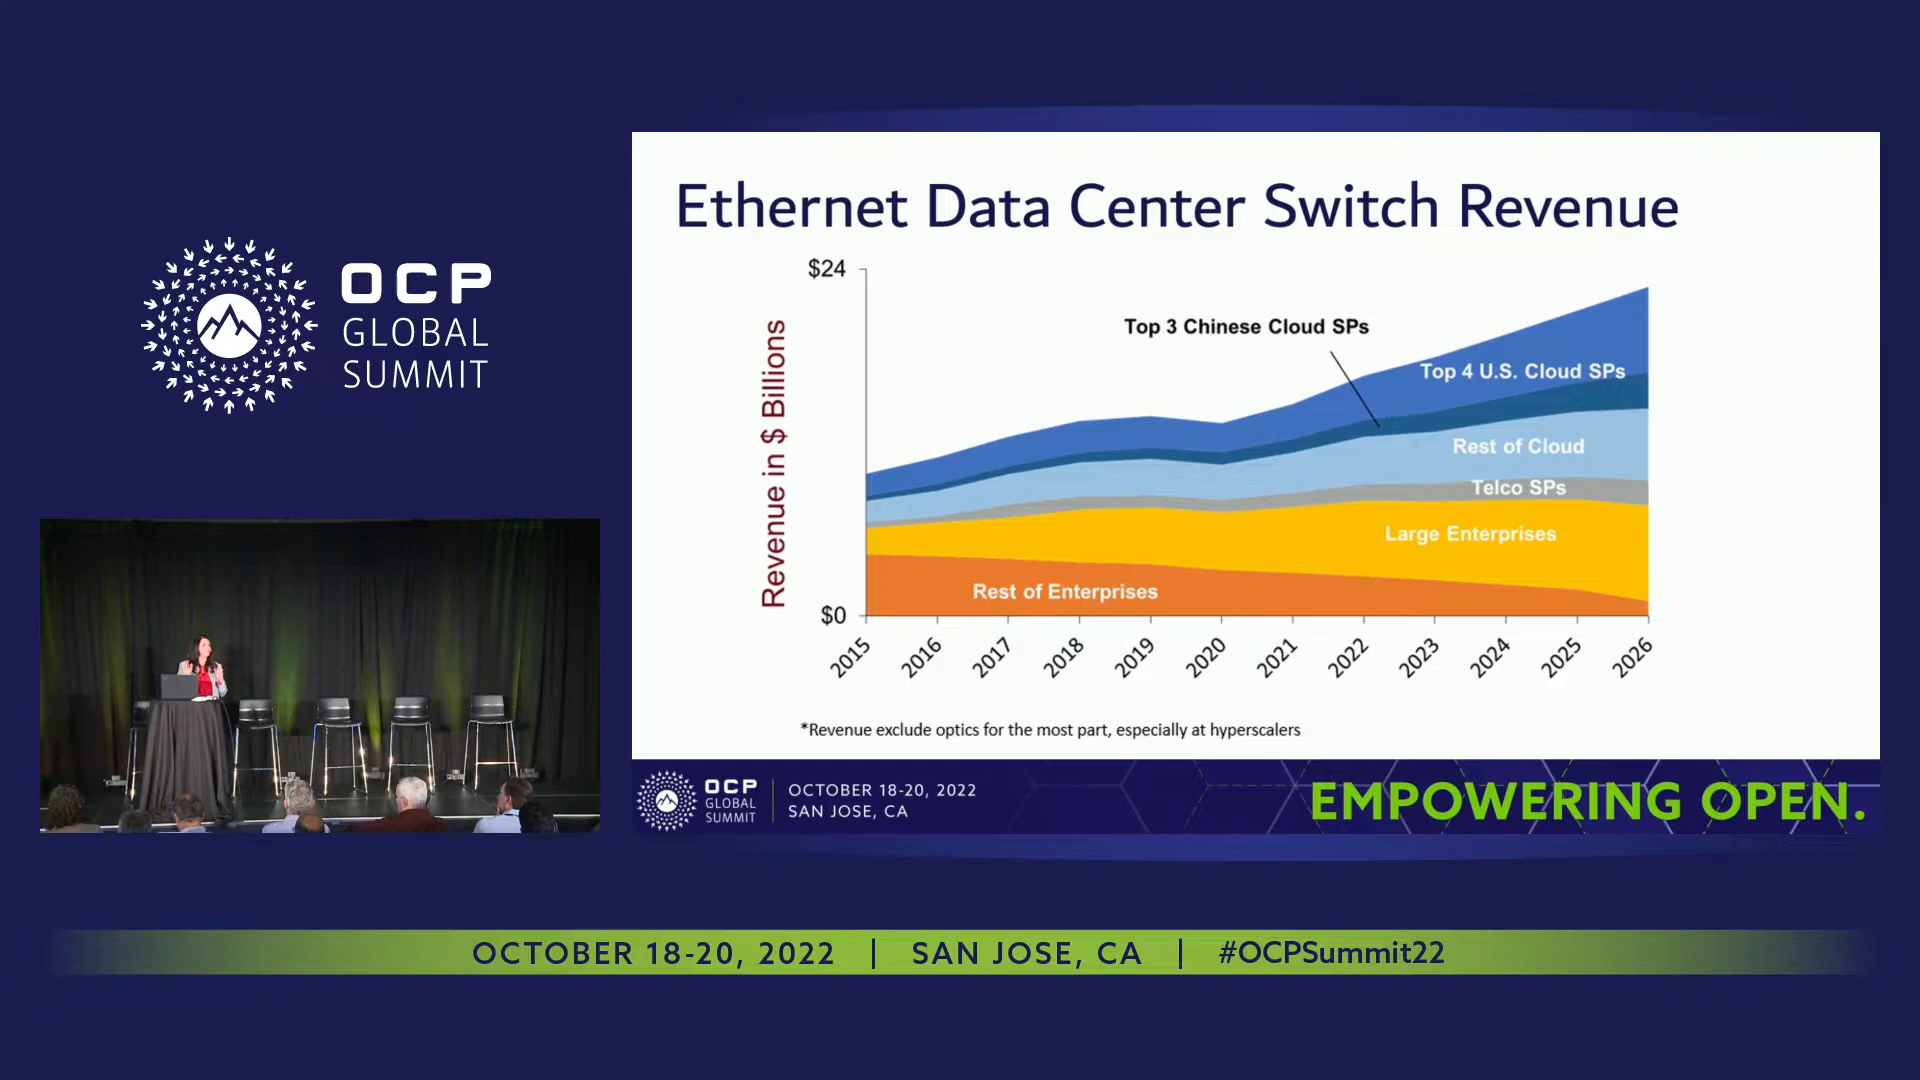 OCP
GLOBAL
SUMMIT
Ethernet Data Center Switch Revenue
Revenue in $ Billions
$24
$0
Top 3 Chinese Cloud SPs
Top 4 U.S. Cloud SPs
Rest of Cloud
Telco SPs
Large Enterprises
Rest of Enterprises
2015 2016 2017 2018 2019 2020 2021 2022 2023 2024 2025 2026
*Revenue exclude optics for the most part, especially at hyperscalers
OCP
GLOBAL
SUMMIT
OCTOBER 18-20, 2022
SAN JOSE, CA
EMPOWERING OPEN.
OCTOBER 18-20, 2022 | SAN JOSE, CA | #OCPSummit22